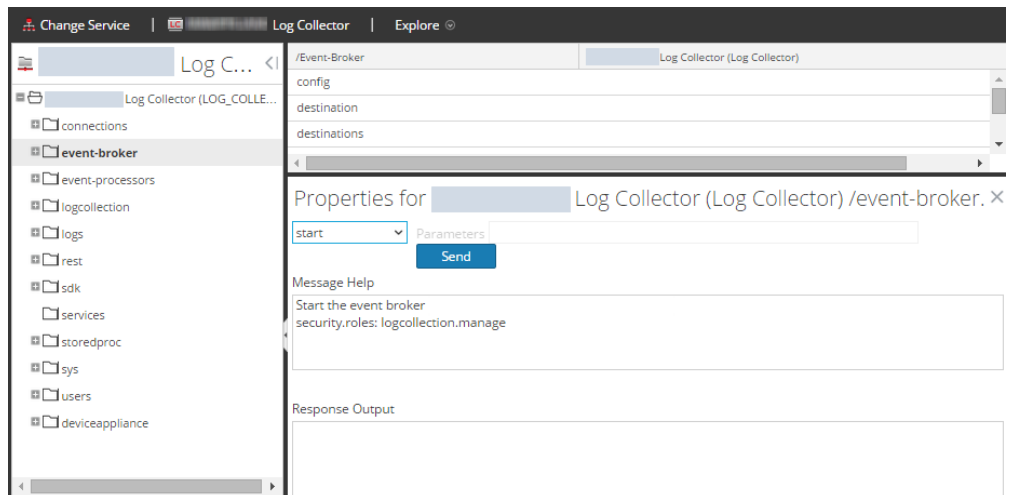 Change Service | LC Log Collector | Explore
Log C...
Log Collector (LOG_COLLE...
connections
event-broker
event-processors
logcollection
logs
rest
sdk
services
storedproc
sys
users
deviceappliance
/Event-Broker Log Collector (Log Collector)
config
destination
destinations
Properties for Log Collector (Log Collector) /event-broker.
start Parameters
Send
Message Help
Start the event broker
security.roles: logcollection.manage
Response Output